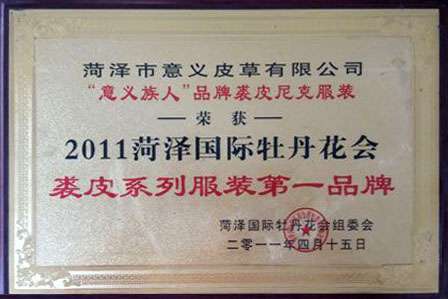 菏泽市意义皮草有限公司
“意义族人”品牌裘皮尼克服装
荣获
2011菏泽国际牡丹花会
裘皮系列服装第一品牌
菏泽国际牡丹花会组委会
二零一一年四月十五日